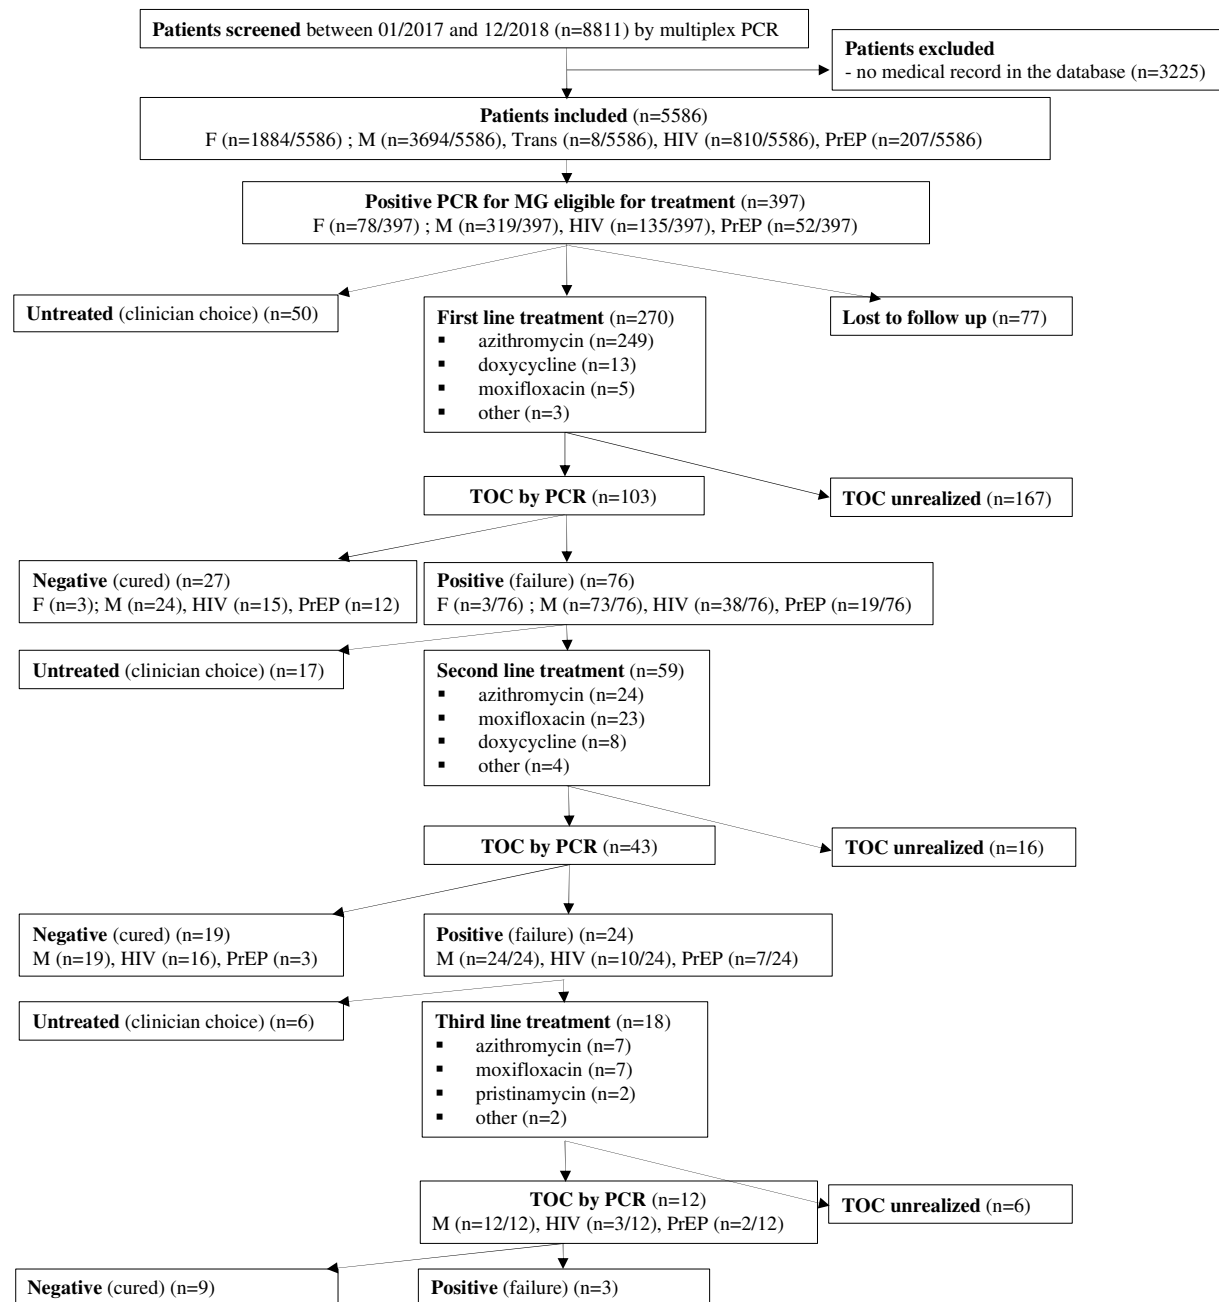 Patients screened between 01/2017 and 12/2018 (n=8811) by multiplex PCR
Patients excluded
- no medical record in the database (n=3225)
Patients included (n=5586)
F (n=1884/5586) ; M (n=3694/5586), Trans (n=8/5586), HIV (n=810/5586), PrEP (n=207/5586)
Positive PCR for MG eligible for treatment (n=397)
F (n=78/397) ; M (n=319/397), HIV (n=135/397), PrEP (n=52/397)
Untreated (clinician choice) (n=50)
First line treatment (n=270)
▪ azithromycin (n=249)
▪ doxycycline (n=13)
▪ moxifloxacin (n=5)
▪ other (n=3)
Lost to follow up (n=77)
TOC by PCR (n=103)
TOC unrealized (n=167)
Negative (cured) (n=27)
F (n=3); M (n=24), HIV (n=15), PrEP (n=12)
Positive (failure) (n=76)
F (n=3/76) ; M (n=73/76), HIV (n=38/76), PrEP (n=19/76)
Untreated (clinician choice) (n=17)
Second line treatment (n=59)
▪ azithromycin (n=24)
▪ moxifloxacin (n=23)
▪ doxycycline (n=8)
▪ other (n=4)
TOC by PCR (n=43)
TOC unrealized (n=16)
Negative (cured) (n=19)
M (n=19), HIV (n=16), PrEP (n=3)
Positive (failure) (n=24)
M (n=24/24), HIV (n=10/24), PrEP (n=7/24)
Untreated (clinician choice) (n=6)
Third line treatment (n=18)
▪ azithromycin (n=7)
▪ moxifloxacin (n=7)
▪ pristinamycin (n=2)
▪ other (n=2)
TOC by PCR (n=12)
M (n=12/12), HIV (n=3/12), PrEP (n=2/12)
TOC unrealized (n=6)
Negative (cured) (n=9)
Positive (failure) (n=3)